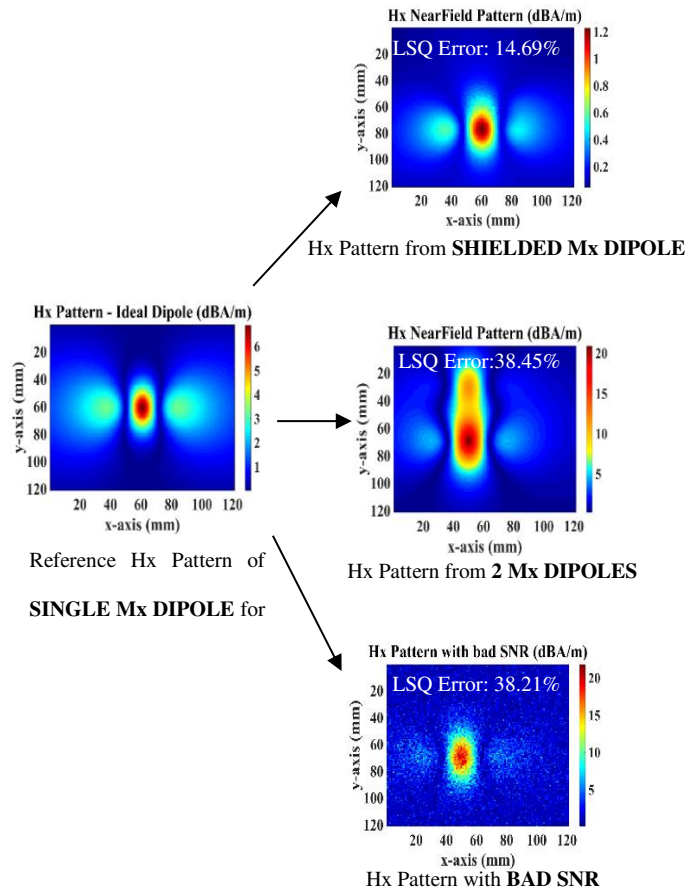 Hx NearField Pattern (dBA/m)
LSQ Error: 14.69%
y-axis (mm)
20
40
60
80
100
120
20 40 60 80 100 120
x-axis (mm)
1.2
1
0.8
0.6
0.4
0.2
Hx Pattern from SHIELDED Mx DIPOLE
Hx Pattern - Ideal Dipole (dBA/m)
y-axis (mm)
20
40
60
80
100
120
20 40 60 80 100 120
x-axis (mm)
6
5
4
3
2
1
Reference Hx Pattern of
SINGLE Mx DIPOLE for
Hx NearField Pattern (dBA/m)
LSQ Error:38.45%
y-axis (mm)
0
20
40
60
80
100
120
20 40 60 80 100 120
x-axis (mm)
20
15
10
5
Hx Pattern from 2 Mx DIPOLES
Hx Pattern with bad SNR (dBA/m)
LSQ Error: 38.21%
y-axis (mm)
20
40
60
80
100
120
20 40 60 80 100 120
x-axis (mm)
20
15
10
5
Hx Pattern with BAD SNR